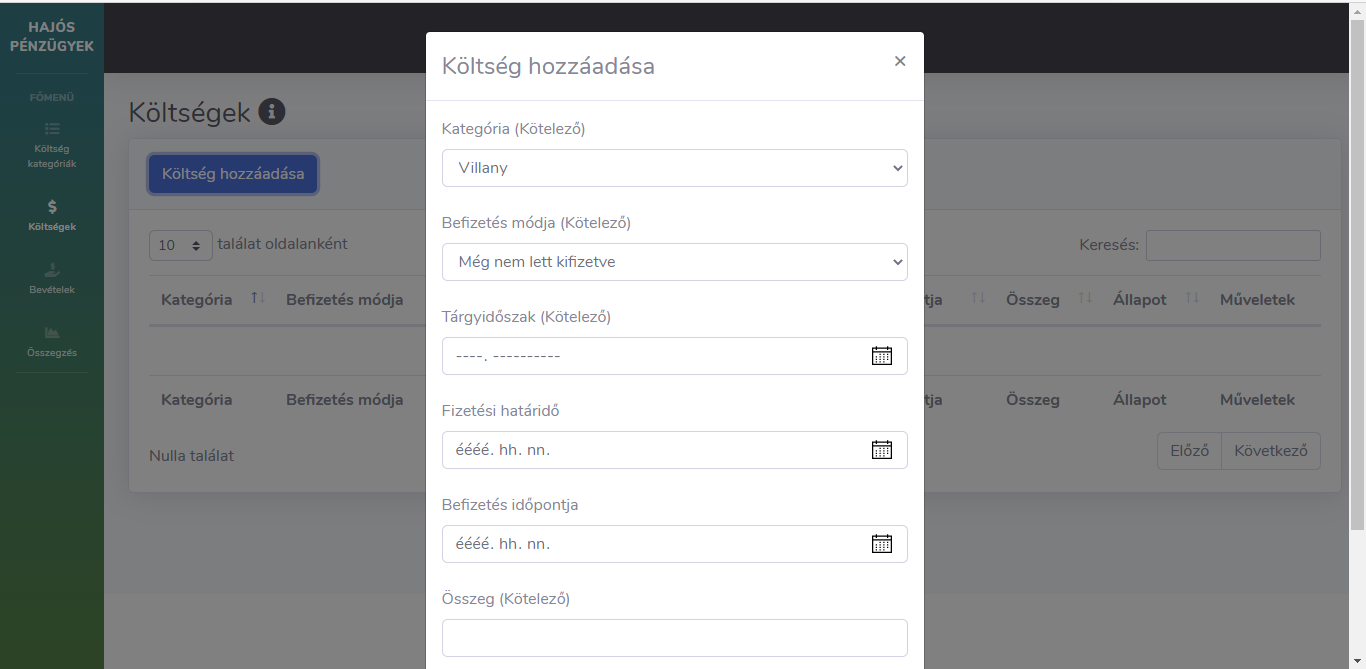 HAJÓS
PÉNZÜGYEK
FŐMENÜ
Költség
kategóriák
Költségek
Bevételek
Összegzés
Költségek
Költség hozzáadása
10 találat oldalanként
Keresés:
Kategória Befizetés módja tja Összeg Állapot Műveletek
Kategória Befizetés módja tja Összeg Állapot Műveletek
Nulla találat
Előző Következő
Költség hozzáadása ×
Kategória (Kötelező)
Villany
Befizetés módja (Kötelező)
Még nem lett kifizetve
Tárgyidőszak (Kötelező)
----. ----------
Fizetési határidő
éééé. hh. nn.
Befizetés időpontja
éééé. hh. nn.
Összeg (Kötelező)